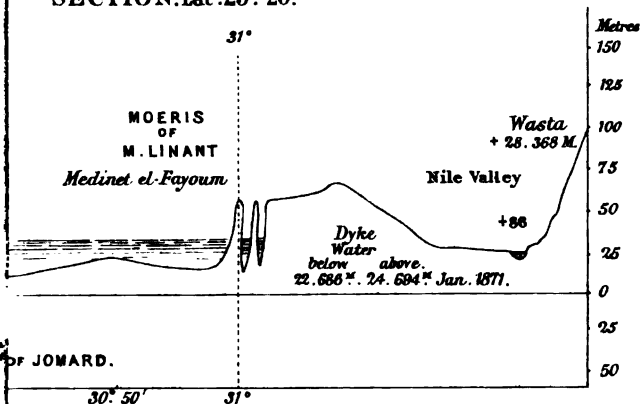 SECTION. Lat. 29°. 20.
31°
Metres
150
125
100
75
50
25
0
25
50
MOERIS
OF
M. LINANT
Medinet el-Fayoum
Wasta
+ 28.368 M.
Nile Valley
+86
Dyke
Water
below above.
22.686 M. 24.694 M. Jan. 1871.
OF JOMARD.
30° 50'
31°